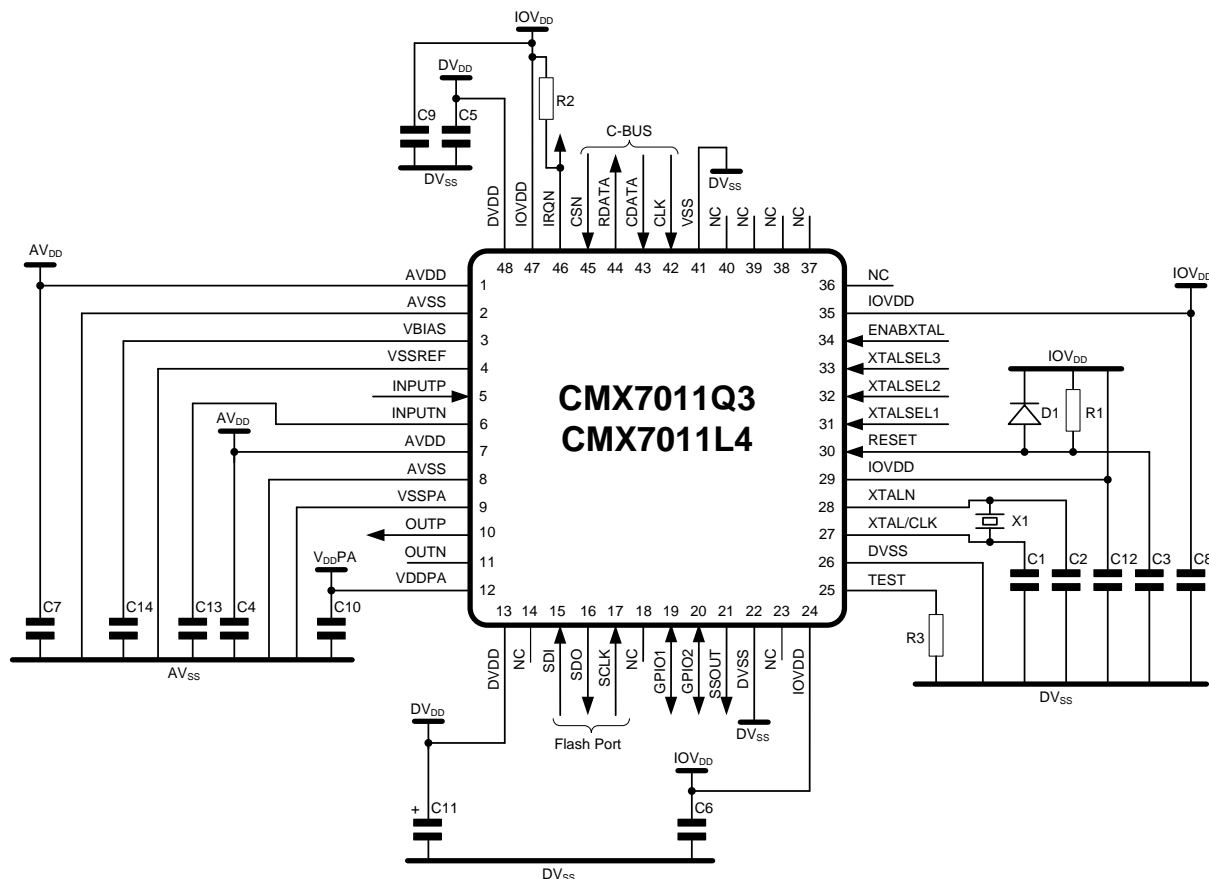 IOVDD
DVDD
R2
C9
C5
DVSS
C-BUS
DVSS
DVDD
IOVDD
IRQN
CSN
RDATA
CDATA
CLK
VSS
NC
NC
NC
NC
48
47
46
45
44
43
42
41
40
39
38
37
AVDD
AVDD
1
AVSS
2
VBIAS
3
VSSREF
4
INPUTP
5
INPUTN
6
AVDD
AVDD
7
AVSS
8
VSSPA
9
OUTP
10
OUTN
11
VDDPA
VDDPA
12
C7
C14
C13
C4
C10
AVSS
CMX7011Q3
CMX7011L4
36
NC
35
IOVDD
IOVDD
34
ENABXTAL
33
XTALSEL3
32
XTALSEL2
31
XTALSEL1
IOVDD
D1
R1
30
RESET
29
IOVDD
28
XTALN
27
XTAL/CLK
X1
26
DVSS
25
TEST
C1
C2
C12
C3
C8
R3
DVSS
13
14
15
16
17
18
19
20
21
22
23
24
DVDD
NC
SDI
SDO
SCLK
NC
GPIO1
GPIO2
SSOUT
DVSS
NC
IOVDD
DVDD
Flash Port
DVSS
IOVDD
+
C11
C6
DVSS